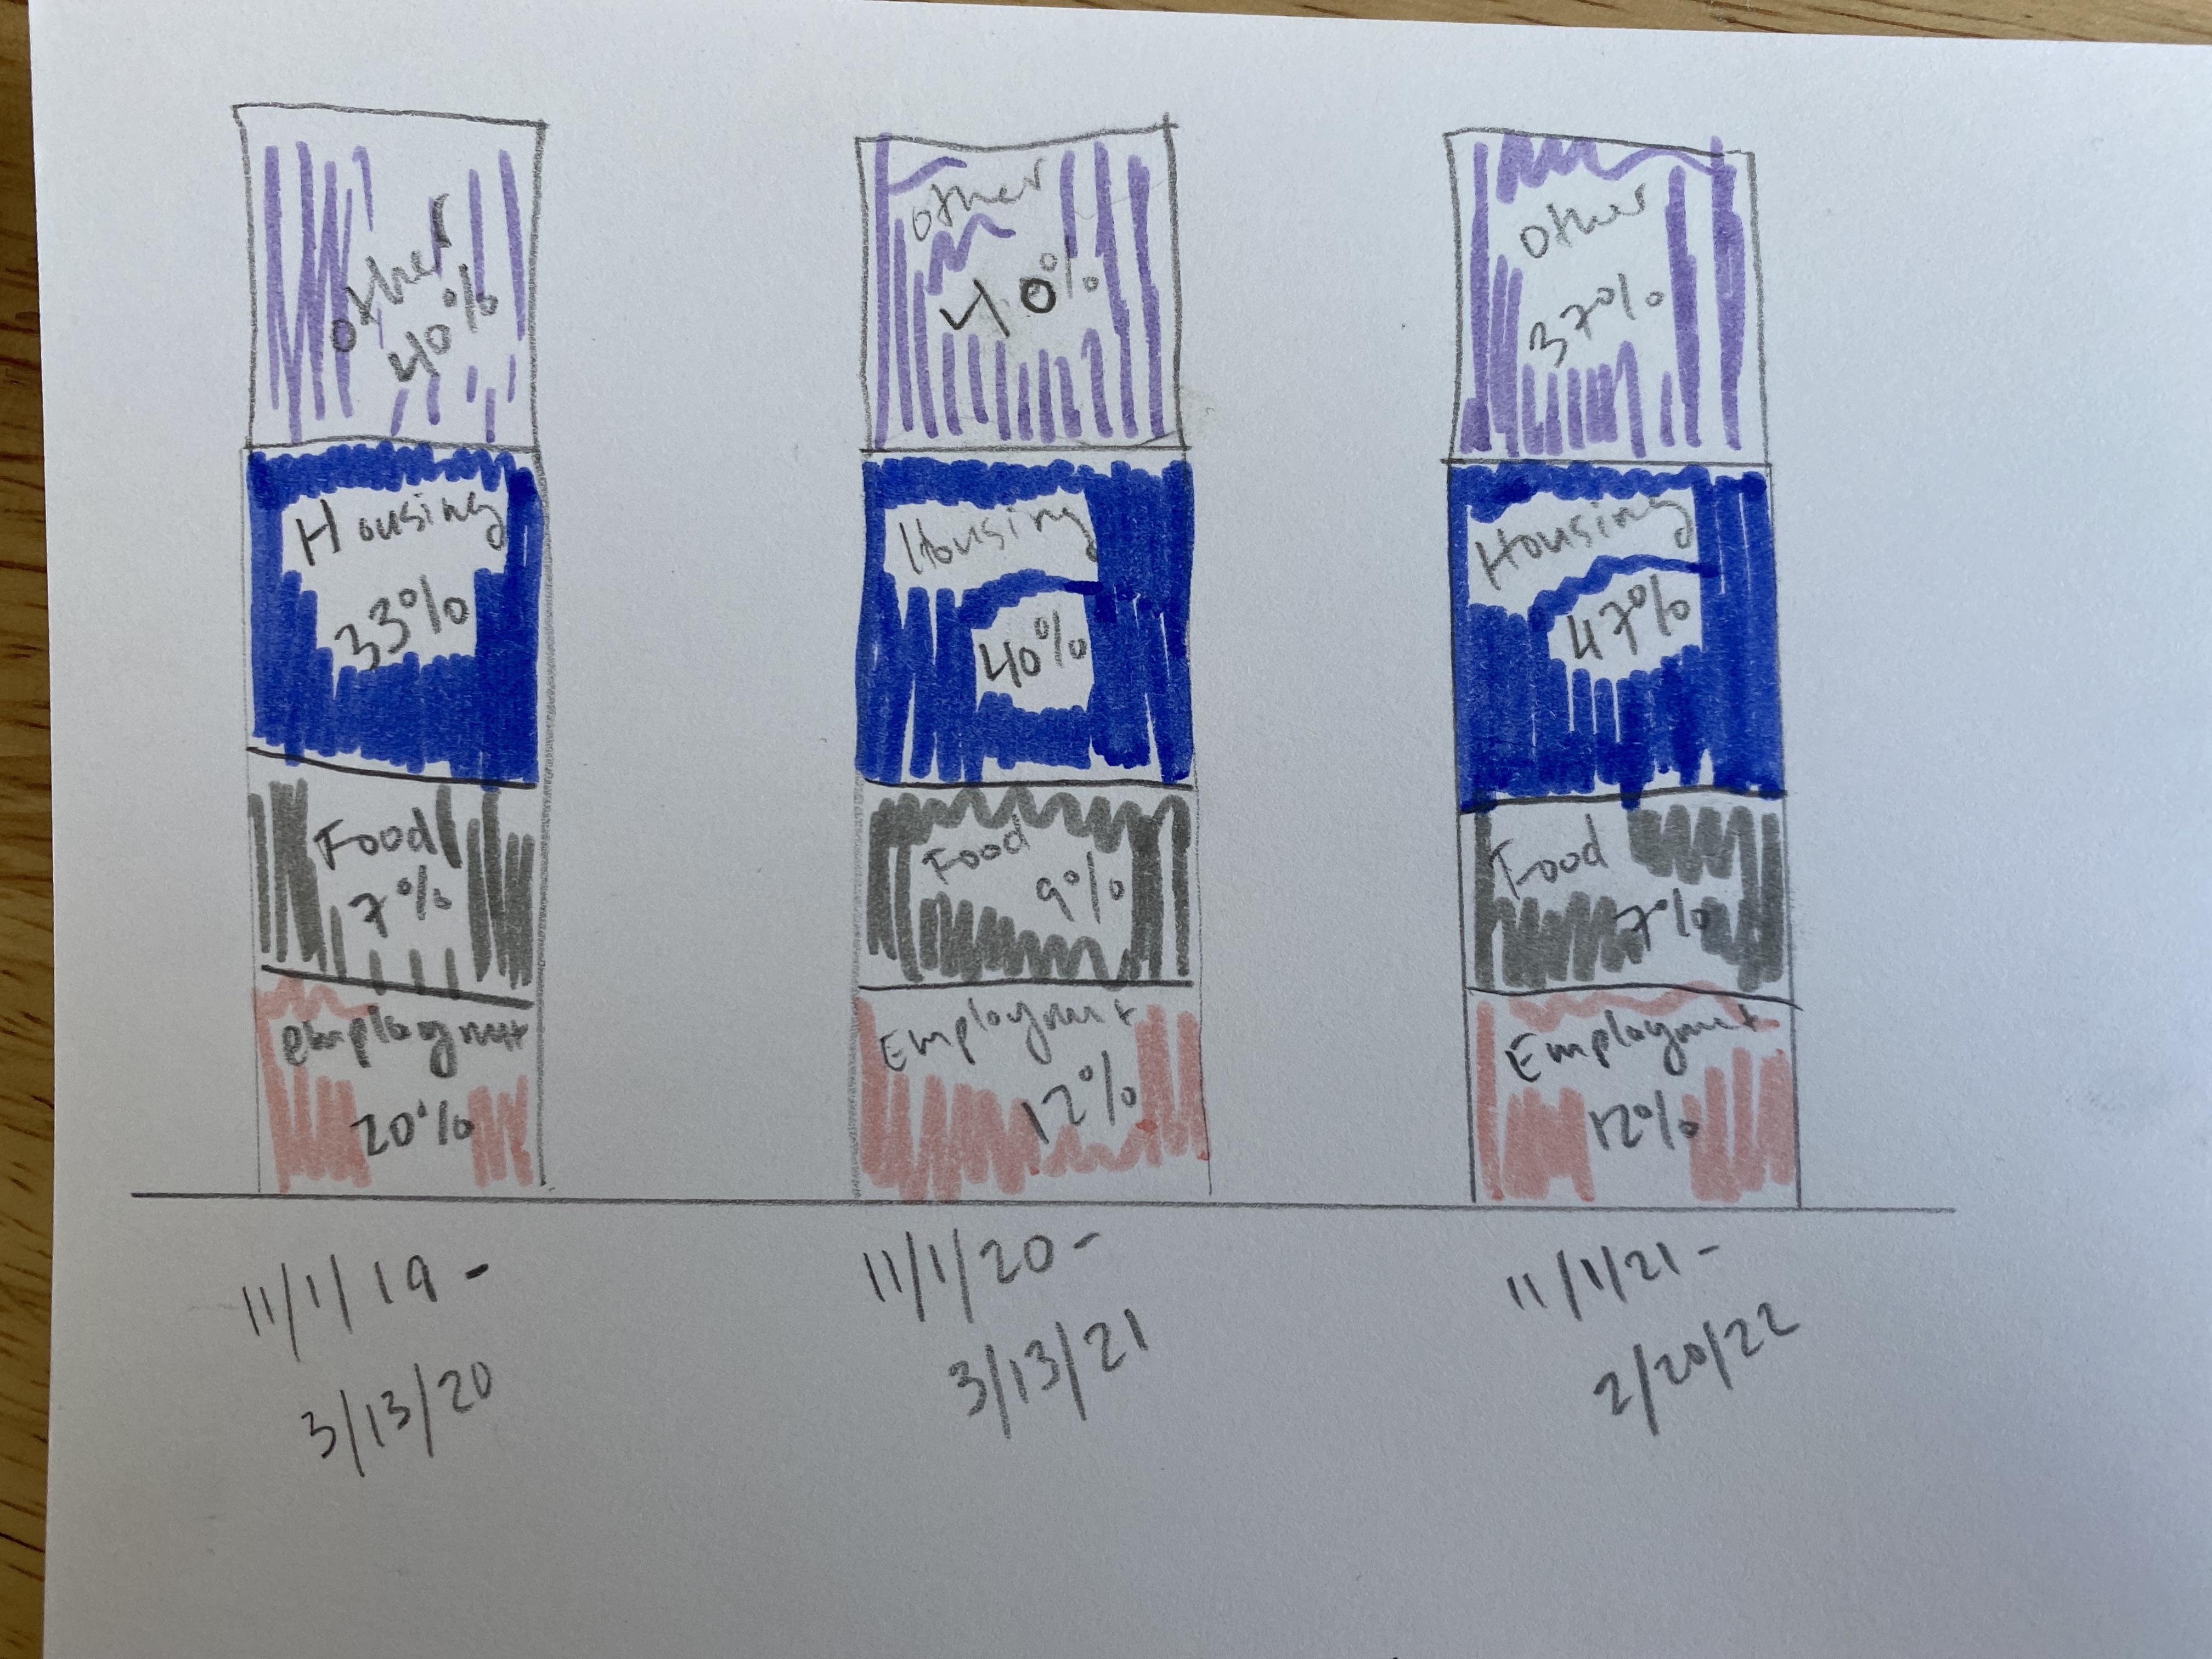 other
40%
Housing
33%
Food
7%
employment
20%
11/1/19 -
3/13/20
other
40%
Housing
40%
Food
9%
Employment
12%
11/1/20 -
3/13/21
other
37%
Housing
47%
Food
7%
Employmet
12%
11/1/21 -
2/20/22